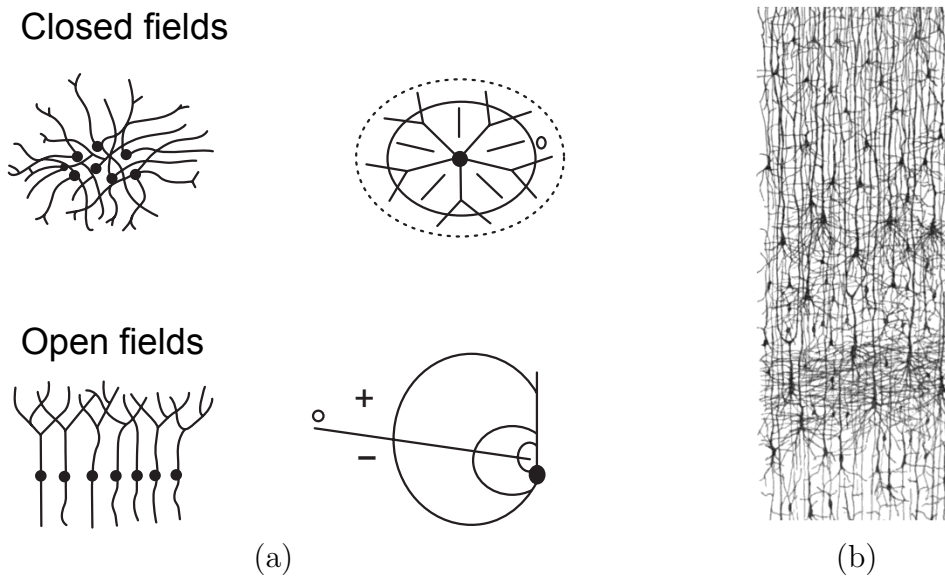 Closed fields
o
Open fields
+
o
−
(a)
(b)